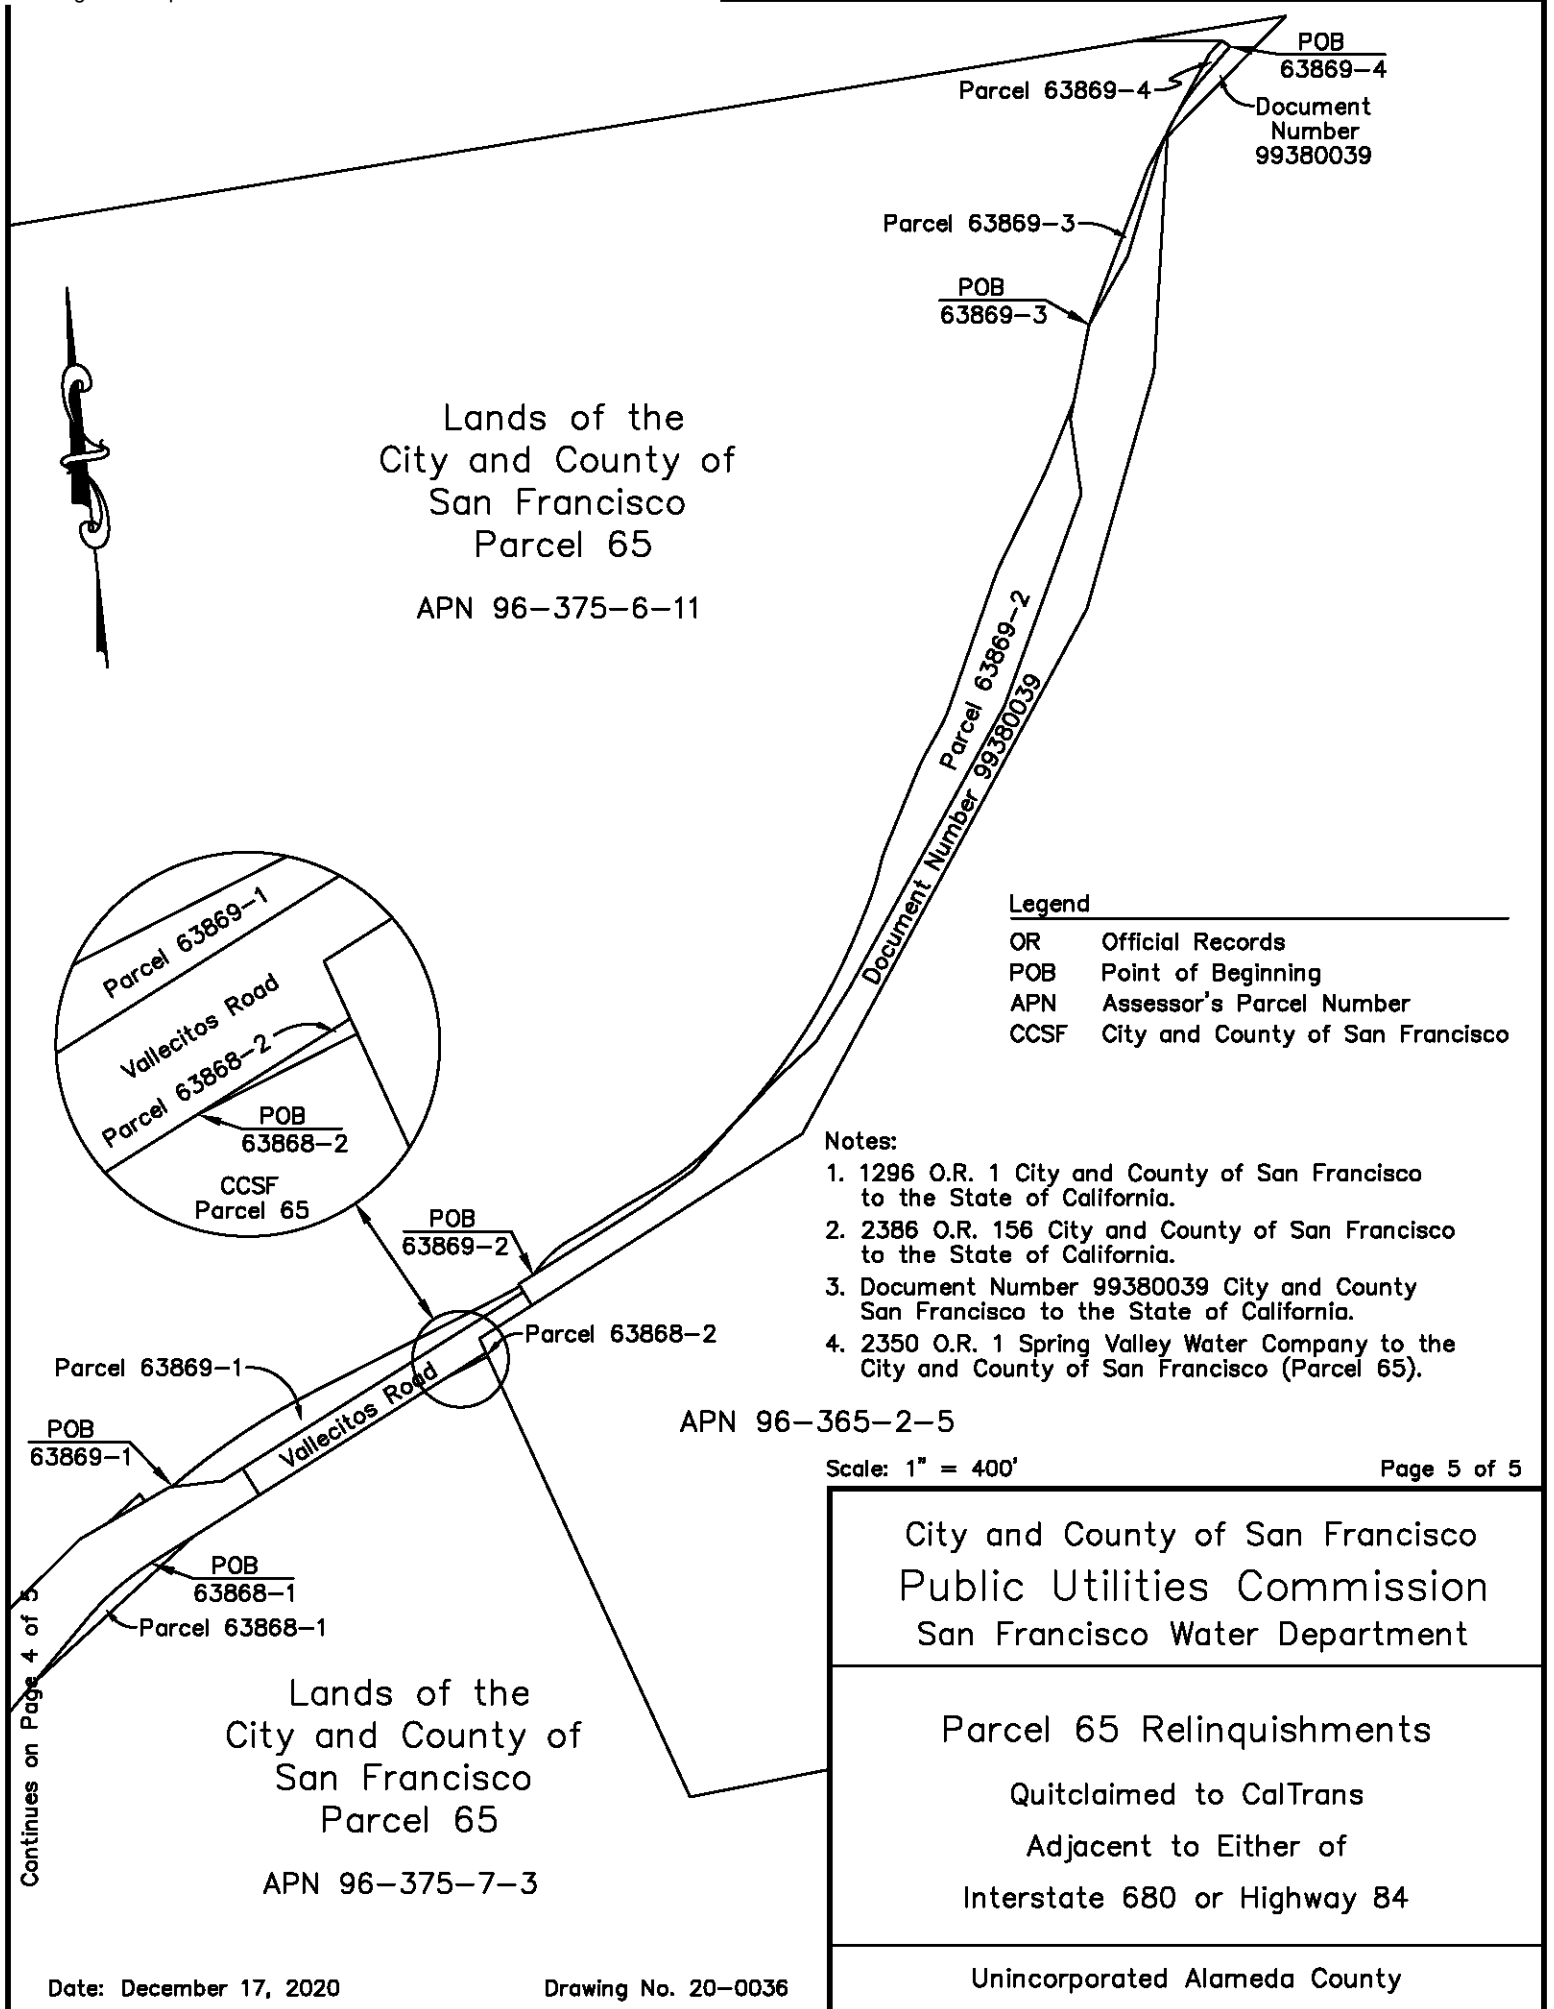 POB
63869-4
Parcel 63869-4
Document
Number
99380039
Parcel 63869-3
POB
63869-3
Lands of the
City and County of
San Francisco
Parcel 65
APN 96-375-6-11
Parcel 63869-2
Document Number 99380039
Parcel 63869-1
Vallecitos Road
Parcel 63868-2
POB
63868-2
CCSF
Parcel 65
Legend
OR Official Records
POB Point of Beginning
APN Assessor's Parcel Number
CCSF City and County of San Francisco
Notes:
1. 1296 O.R. 1 City and County of San Francisco
to the State of California.
2. 2386 O.R. 156 City and County of San Francisco
to the State of California.
3. Document Number 99380039 City and County
San Francisco to the State of California.
4. 2350 O.R. 1 Spring Valley Water Company to the
City and County of San Francisco (Parcel 65).
POB
63869-2
Parcel 63868-2
Parcel 63869-1
Vallecitos Road
POB
63869-1
APN 96-365-2-5
POB
63868-1
Parcel 63868-1
Continues on Page 4 of 5
Lands of the
City and County of
San Francisco
Parcel 65
APN 96-375-7-3
Scale: 1" = 400'
Page 5 of 5
City and County of San Francisco
Public Utilities Commission
San Francisco Water Department
Parcel 65 Relinquishments
Quitclaimed to CalTrans
Adjacent to Either of
Interstate 680 or Highway 84
Unincorporated Alameda County
Date: December 17, 2020
Drawing No. 20-0036